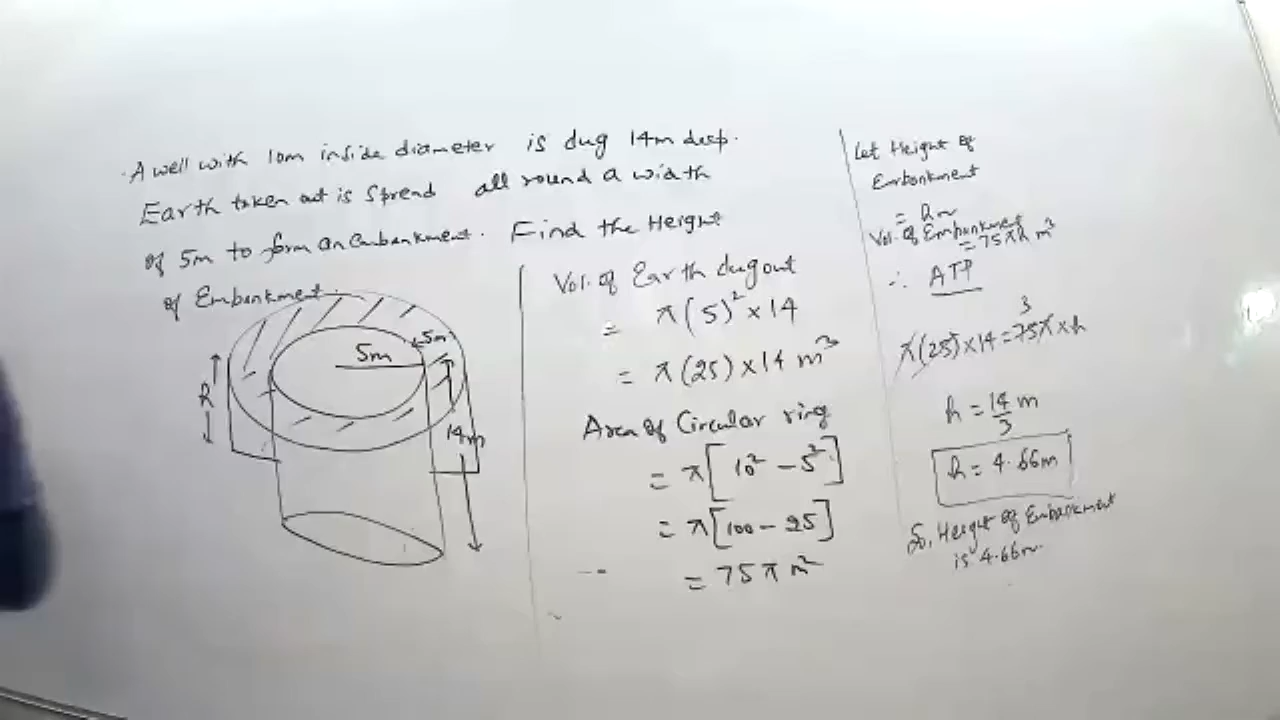 A well with 10m inside diameter is dug 14m deep.
Earth taken out is Spread all round a width
of 5m to form an Embankment. Find the Height
of Embankment.
5m
5m
h
14m
Vol. of Earth dug out
= π(5)² × 14
= π(25) × 14 m³
Area of Circular ring
= π[10² - 5²]
= π[100 - 25]
= 75π m²
Let Height of
Embankment
= hm
Vol. of Embankment
= 75πh m³
∴ ATP
π(25) × 14 = 75π × h
3
h = 14/3 m
h = 4.66m
So, Height of Embankment
is 4.66m.